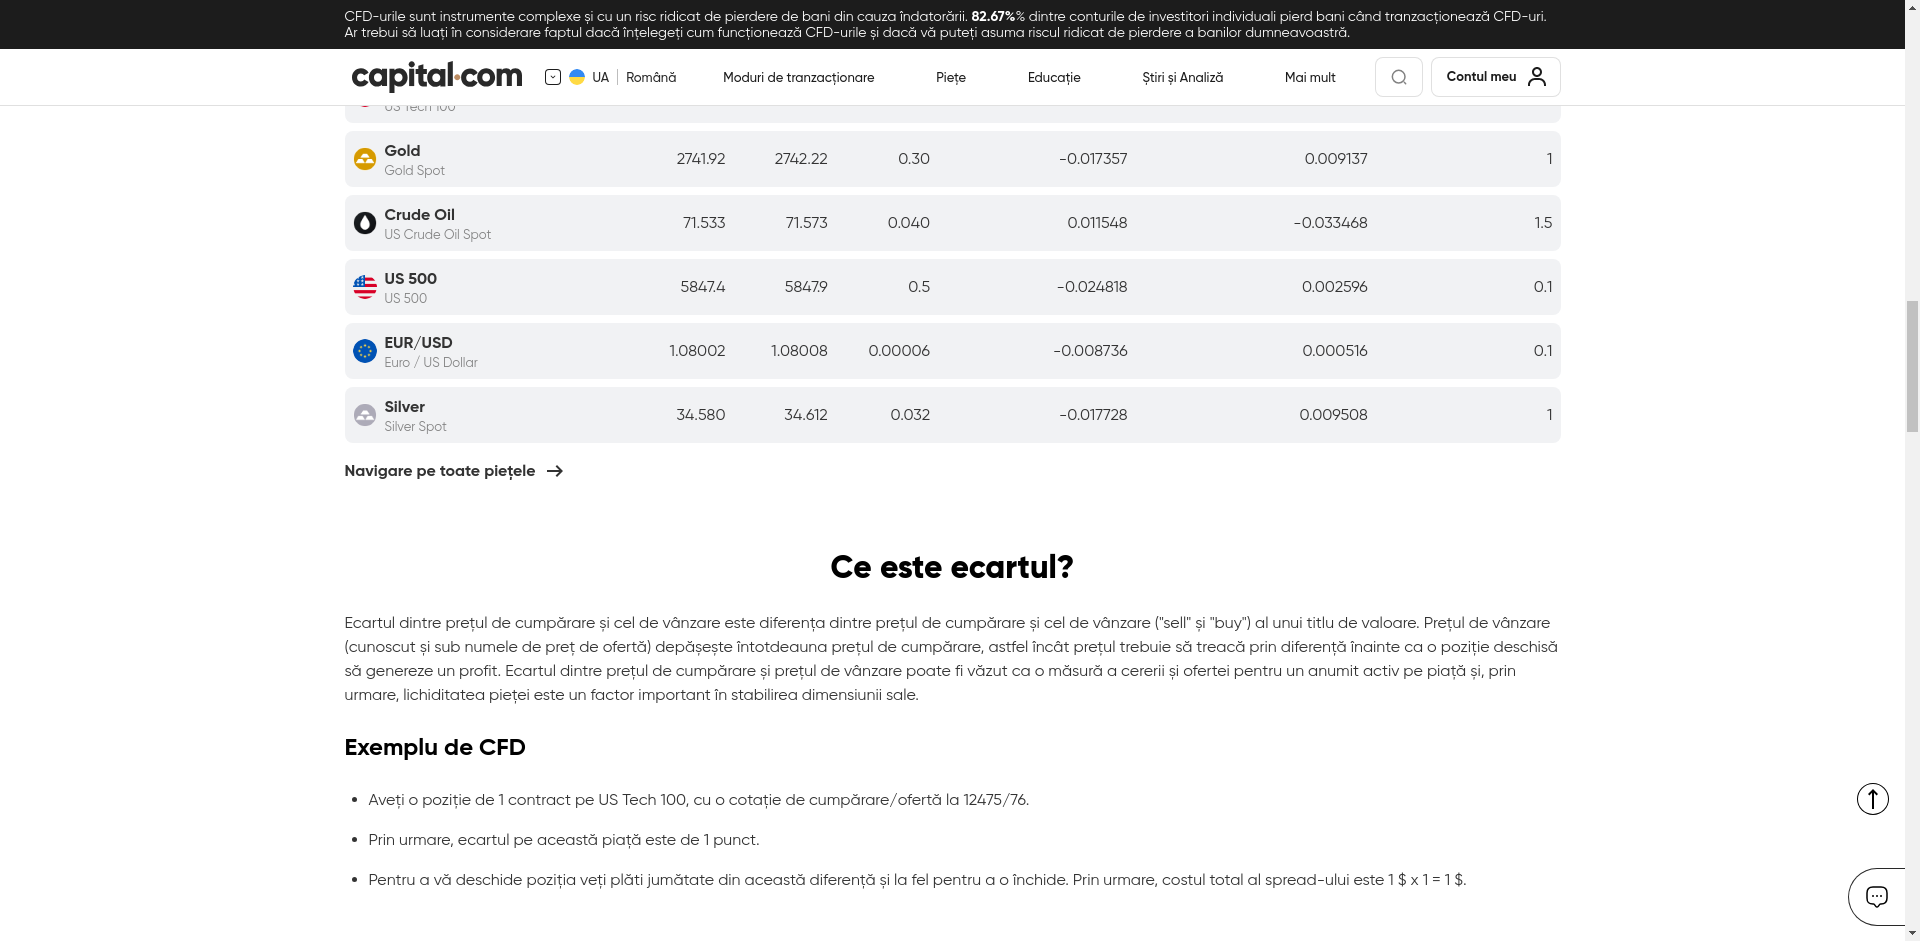 CFD-urile sunt instrumente complexe și cu un risc ridicat de pierdere de bani din cauza îndatorării. 82.67%% dintre conturile de investitori individuali pierd bani când tranzacționează CFD-uri.
Ar trebui să luați în considerare faptul dacă înțelegeți cum funcționează CFD-urile și dacă vă puteți asuma riscul ridicat de pierdere a banilor dumneavoastră.
capital.com UA Română Moduri de tranzacționare Piețe Educație Știri și Analiză Mai mult Contul meu
US Tech 100
Gold 2741.92 2742.22 0.30 -0.017357 0.009137 1
Gold Spot
Crude Oil 71.533 71.573 0.040 0.011548 -0.033468 1.5
US Crude Oil Spot
US 500 5847.4 5847.9 0.5 -0.024818 0.002596 0.1
US 500
EUR/USD 1.08002 1.08008 0.00006 -0.008736 0.000516 0.1
Euro / US Dollar
Silver 34.580 34.612 0.032 -0.017728 0.009508 1
Silver Spot
Navigare pe toate piețele
Ce este ecartul?
Ecartul dintre prețul de cumpărare și cel de vânzare este diferența dintre prețul de cumpărare și cel de vânzare ("sell" și "buy") al unui titlu de valoare. Prețul de vânzare
(cunoscut și sub numele de preț de ofertă) depășește întotdeauna prețul de cumpărare, astfel încât prețul trebuie să treacă prin diferență înainte ca o poziție deschisă
să genereze un profit. Ecartul dintre prețul de cumpărare și prețul de vânzare poate fi văzut ca o măsură a cererii și ofertei pentru un anumit activ pe piață și, prin
urmare, lichiditatea pieței este un factor important în stabilirea dimensiunii sale.
Exemplu de CFD
• Aveți o poziție de 1 contract pe US Tech 100, cu o cotație de cumpărare/ofertă la 12475/76.
• Prin urmare, ecartul pe această piață este de 1 punct.
• Pentru a vă deschide poziția veți plăti jumătate din această diferență și la fel pentru a o închide. Prin urmare, costul total al spread-ului este 1 $ x 1 = 1 $.